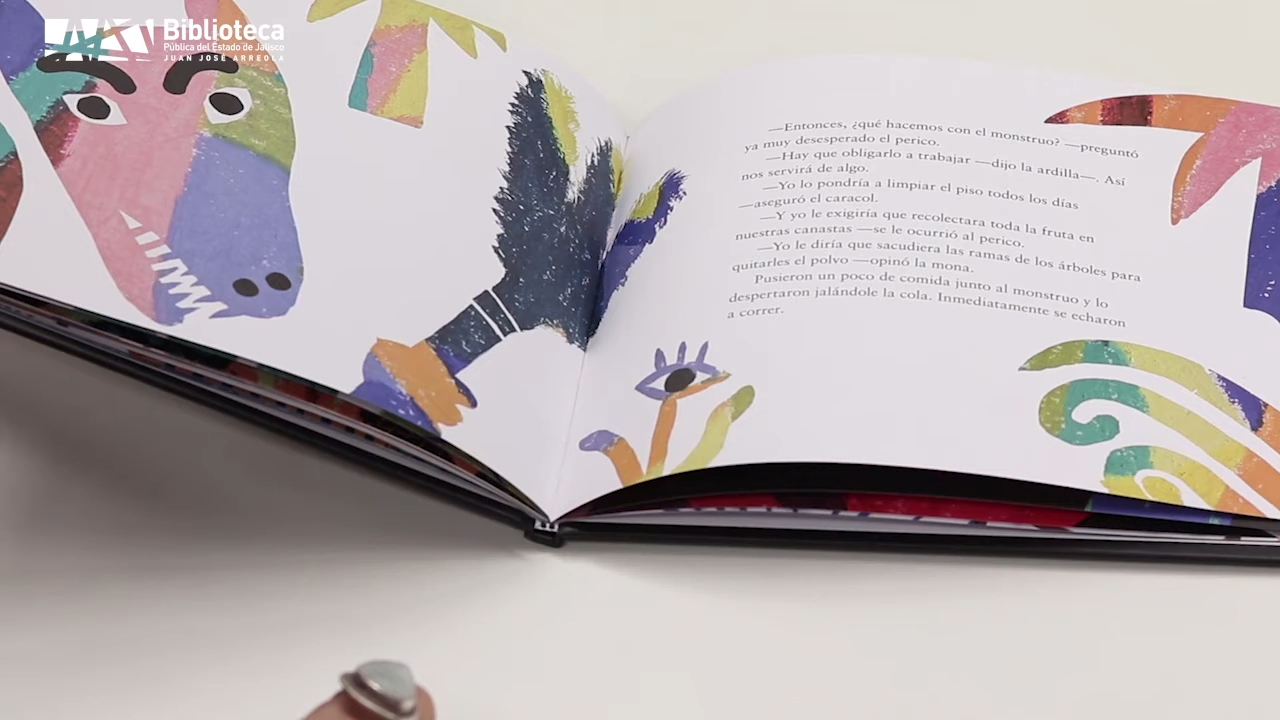 Biblioteca
Pública del Estado de Jalisco
JUAN JOSÉ ARREOLA
—Entonces, ¿qué hacemos con el monstruo? —preguntó
ya muy desesperado el perico.
—Hay que obligarlo a trabajar —dijo la ardilla—. Así
nos servirá de algo.
—Yo lo pondría a limpiar el piso todos los días
—aseguró el caracol.
—Y yo le exigiría que recolectara toda la fruta en
nuestras canastas —se le ocurrió al perico.
—Yo le diría que sacudiera las ramas de los árboles para
quitarles el polvo —opinó la mona.
Pusieron un poco de comida junto al monstruo y lo
despertaron jalándole la cola. Inmediatamente se echaron
a correr.